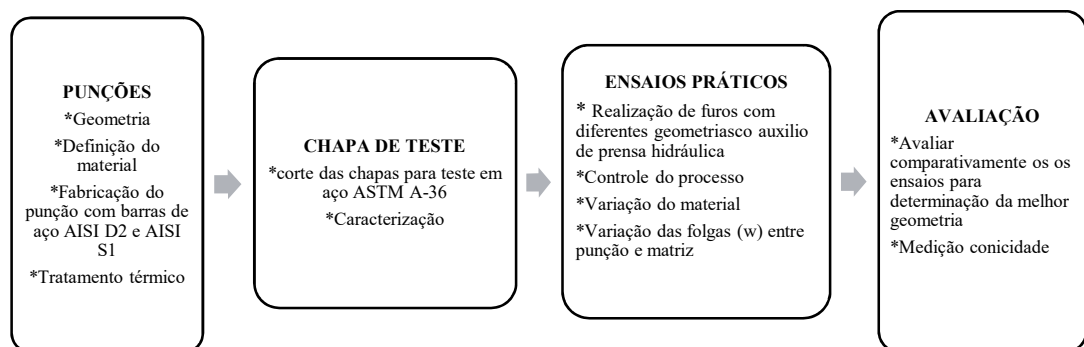 PUNÇÕES
*Geometria
*Definição do
material
*Fabricação do
punção com barras de
aço AISI D2 e AISI
S1
*Tratamento térmico
CHAPA DE TESTE
*corte das chapas para teste em
aço ASTM A-36
*Caracterização
ENSAIOS PRÁTICOS
* Realização de furos com
diferentes geometriasco auxilio
de prensa hidráulica
*Controle do processo
*Variação do material
*Variação das folgas (w) entre
punção e matriz
AVALIAÇÃO
*Avaliar
comparativamente os os
ensaios para
determinação da melhor
geometria
*Medição conicidade